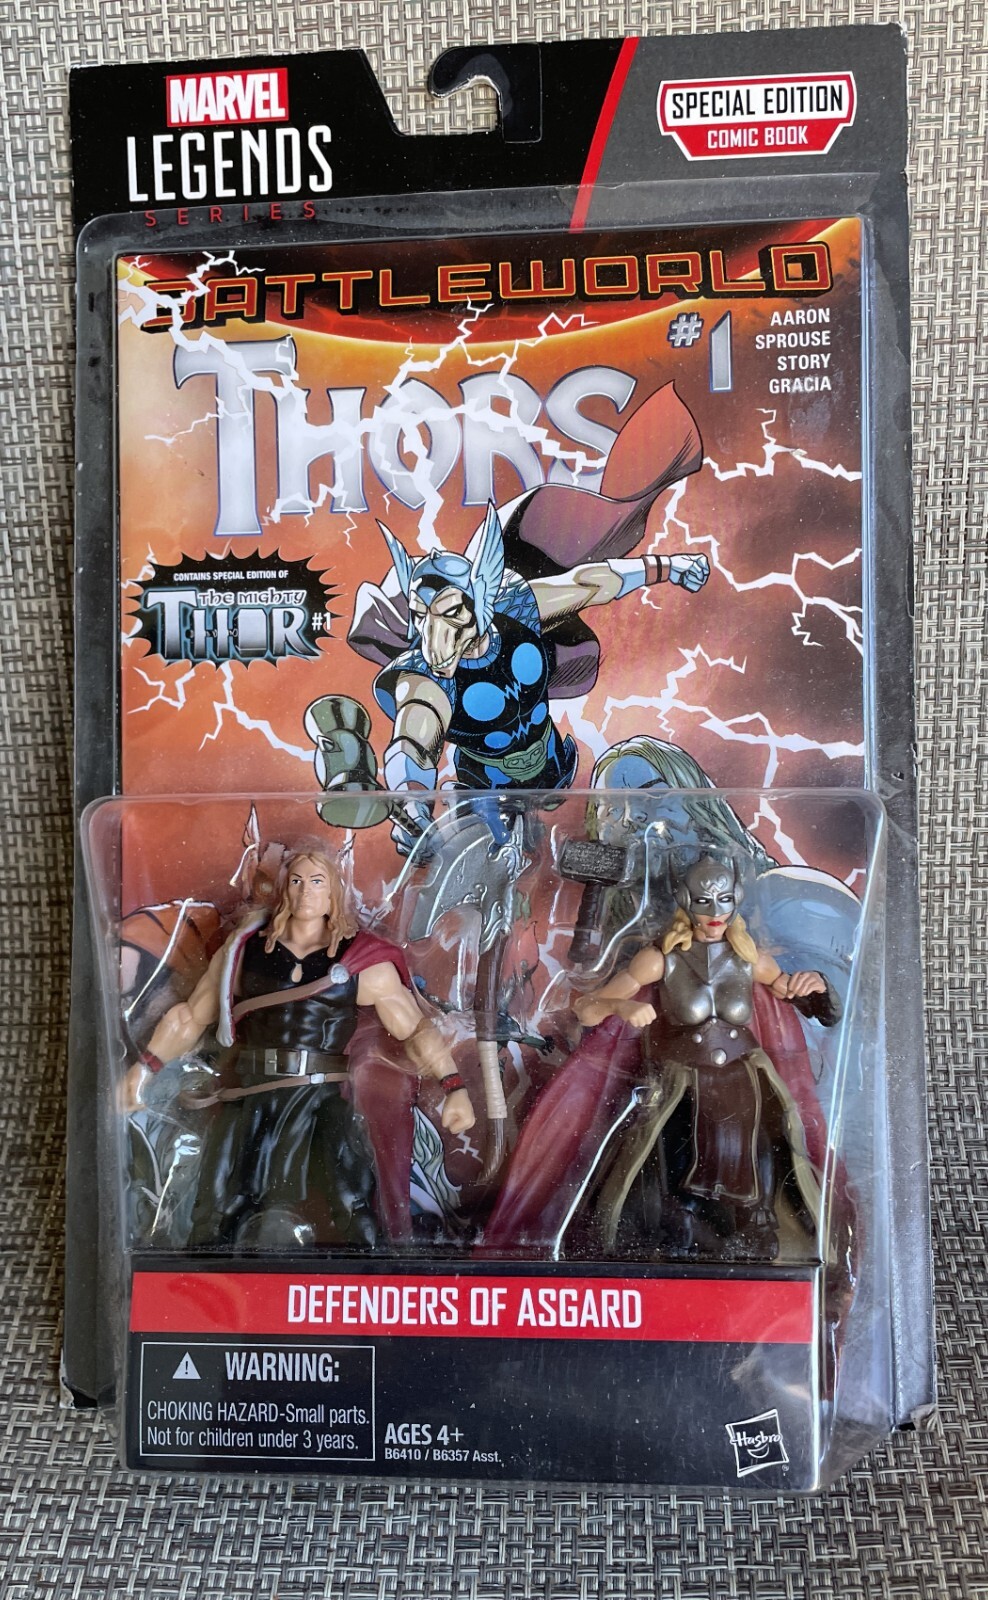 MARVEL
LEGENDS
SERIES
SPECIAL EDITION
COMIC BOOK
BATTLEWORLD
THORS
#1
AARON
SPROUSE
STORY
GRACIA
CONTAINS SPECIAL EDITION OF
THE MIGHTY
THOR
#1
DEFENDERS OF ASGARD
WARNING:
CHOKING HAZARD-Small parts.
Not for children under 3 years.
AGES 4+
B6410 / B6357 Asst.
Hasbro
®